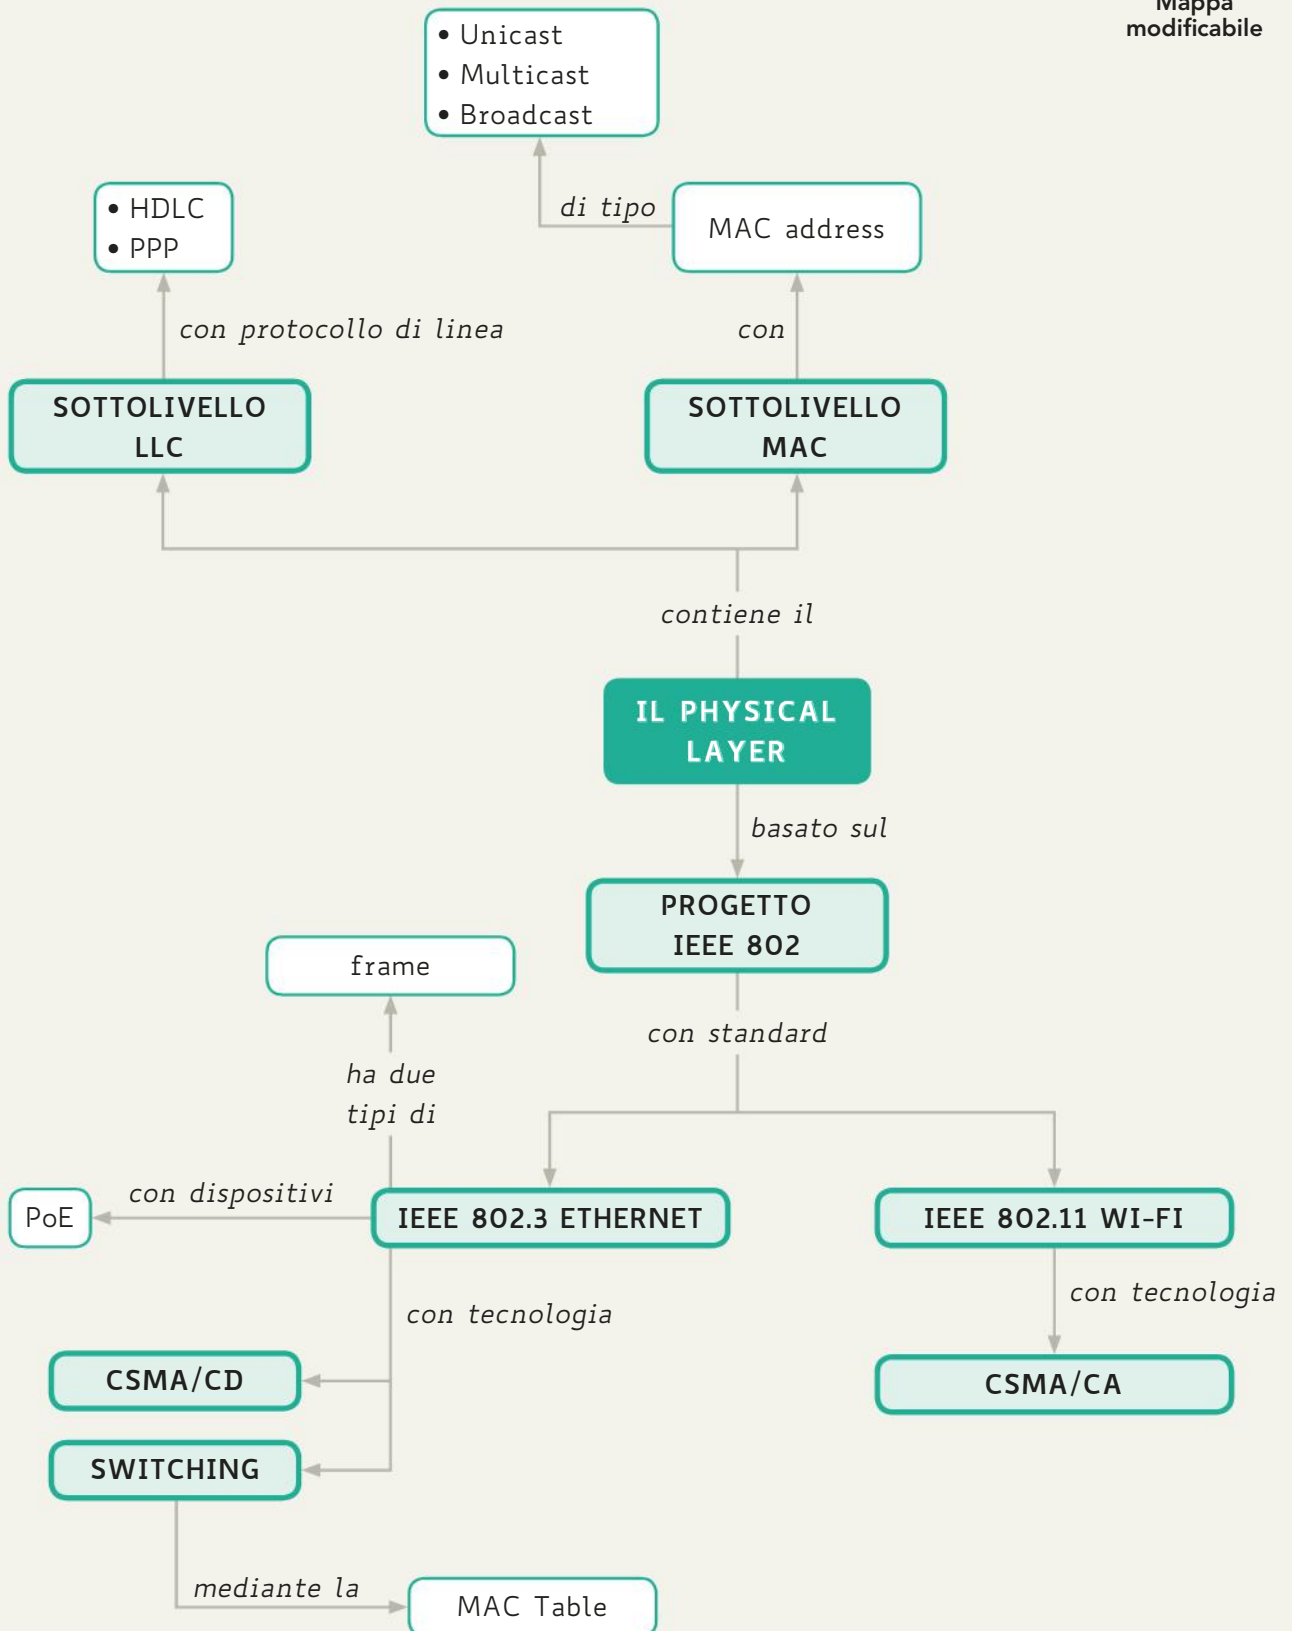 Mappa
modificabile
• Unicast
• Multicast
• Broadcast
• HDLC
• PPP
di tipo
MAC address
con protocollo di linea
con
SOTTOLIVELLO
LLC
SOTTOLIVELLO
MAC
contiene il
IL PHYSICAL
LAYER
basato sul
PROGETTO
IEEE 802
frame
con standard
ha due
tipi di
con dispositivi
PoE
IEEE 802.3 ETHERNET
IEEE 802.11 WI-FI
con tecnologia
con tecnologia
CSMA/CD
CSMA/CA
SWITCHING
mediante la
MAC Table